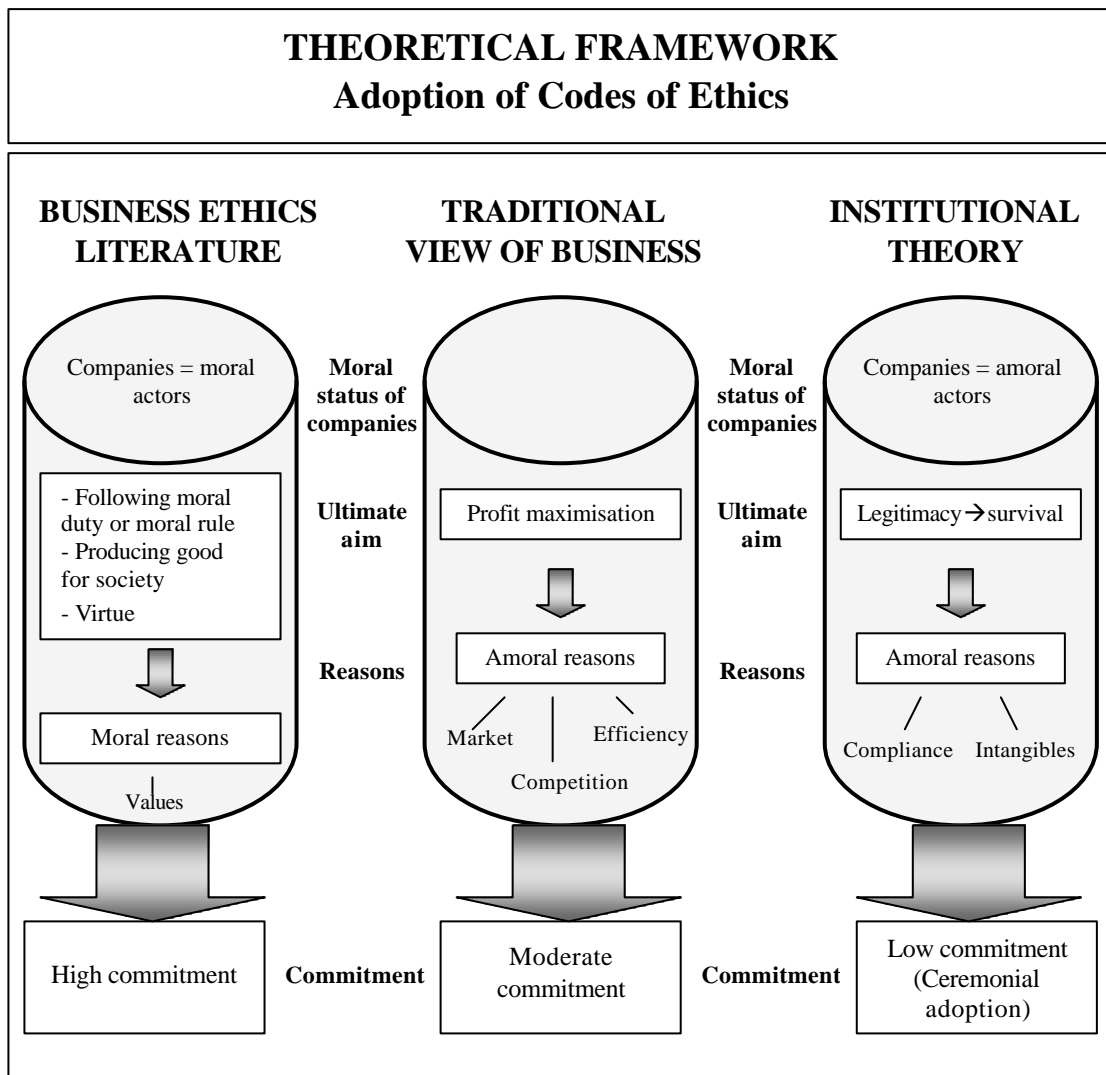 THEORETICAL FRAMEWORK
Adoption of Codes of Ethics
BUSINESS ETHICS
LITERATURE
TRADITIONAL
VIEW OF BUSINESS
INSTITUTIONAL
THEORY
Companies = moral
actors
Moral
status of
companies
Moral
status of
companies
Companies = amoral
actors
- Following moral
duty or moral rule
- Producing good
for society
- Virtue
Ultimate
aim
Profit maximisation
Ultimate
aim
Legitimacy→survival
Moral reasons
Values
Reasons
Amoral reasons
Market
Efficiency
Competition
Reasons
Amoral reasons
Compliance
Intangibles
High commitment
Commitment
Moderate
commitment
Commitment
Low commitment
(Ceremonial
adoption)